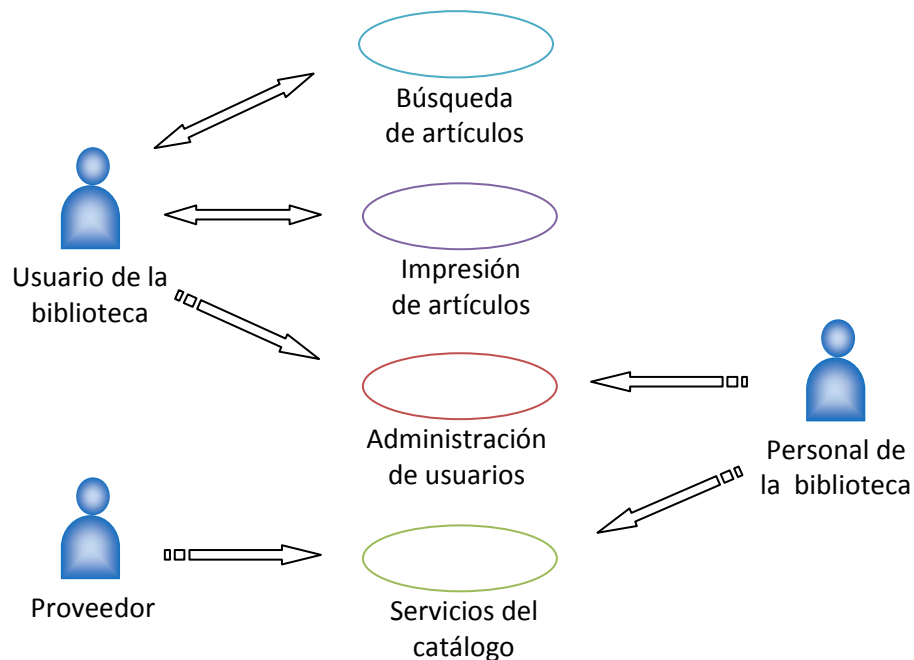 Búsqueda
de artículos
Usuario de la
biblioteca
Impresión
de artículos
Administración
de usuarios
Personal de
la biblioteca
Proveedor
Servicios del
catálogo